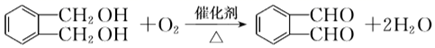 CH₂OH
CH₂OH
+O₂
催化剂
△
CHO
CHO
+2H₂O